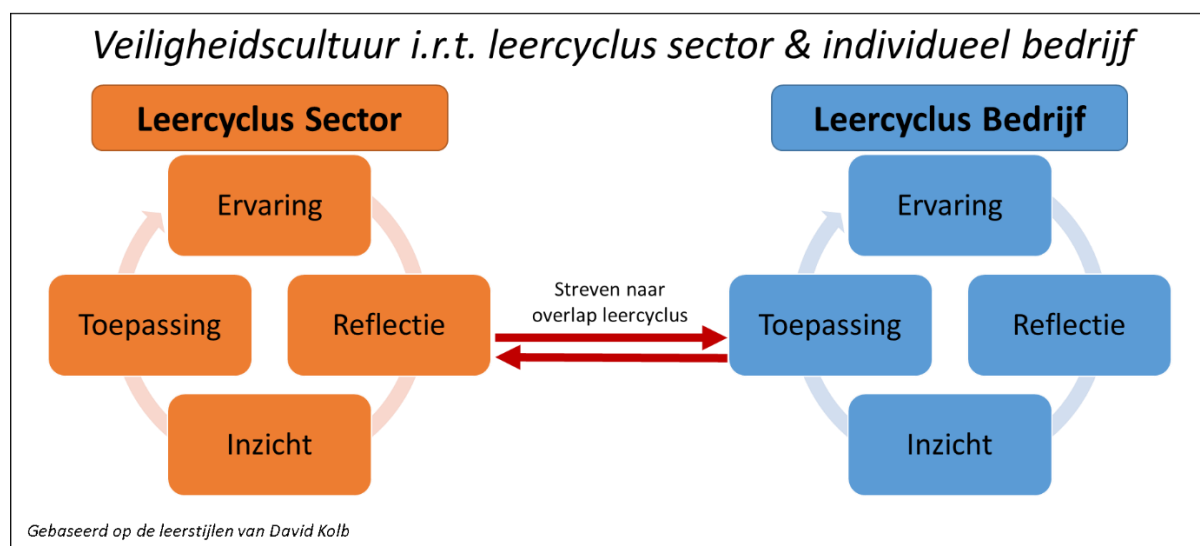 Veiligheidscultuur i.r.t. leercyclus sector & individueel bedrijf
Leercyclus Sector
Ervaring
Toepassing
Reflectie
Inzicht
Streven naar
overlap leercyclus
Leercyclus Bedrijf
Ervaring
Toepassing
Reflectie
Inzicht
Gebaseerd op de leerstijlen van David Kolb